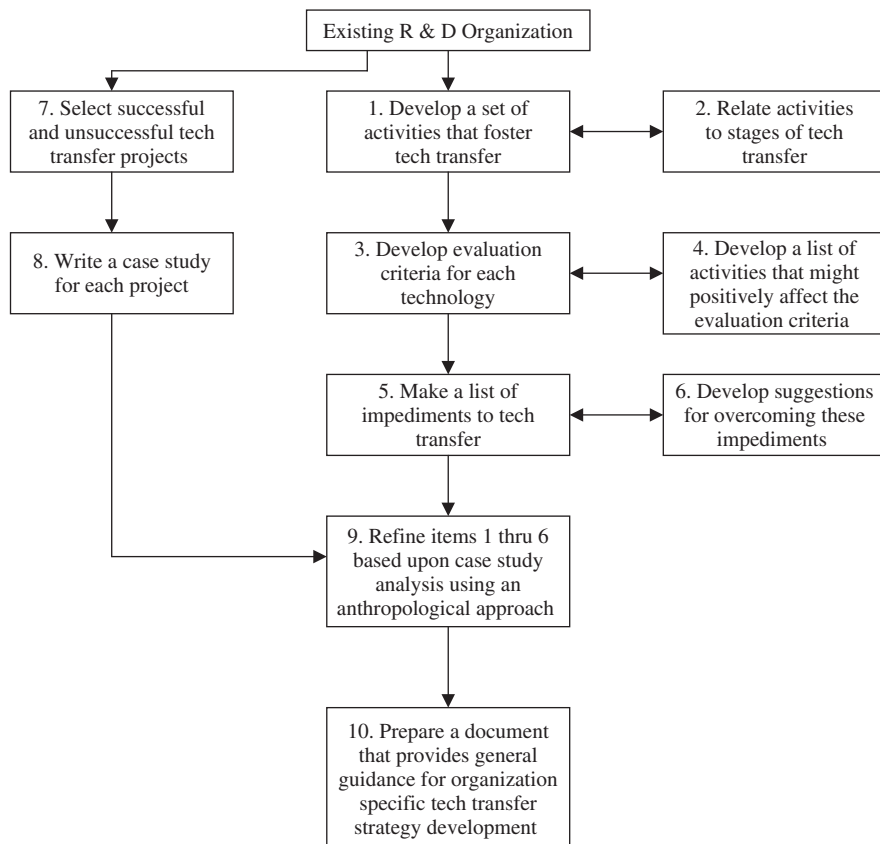 Existing R & D Organization
7. Select successful
and unsuccessful tech
transfer projects
1. Develop a set of
activities that foster
tech transfer
2. Relate activities
to stages of tech
transfer
8. Write a case study
for each project
3. Develop evaluation
criteria for each
technology
4. Develop a list of
activities that might
positively affect the
evaluation criteria
5. Make a list of
impediments to tech
transfer
6. Develop suggestions
for overcoming these
impediments
9. Refine items 1 thru 6
based upon case study
analysis using an
anthropological approach
10. Prepare a document
that provides general
guidance for organization
specific tech transfer
strategy development